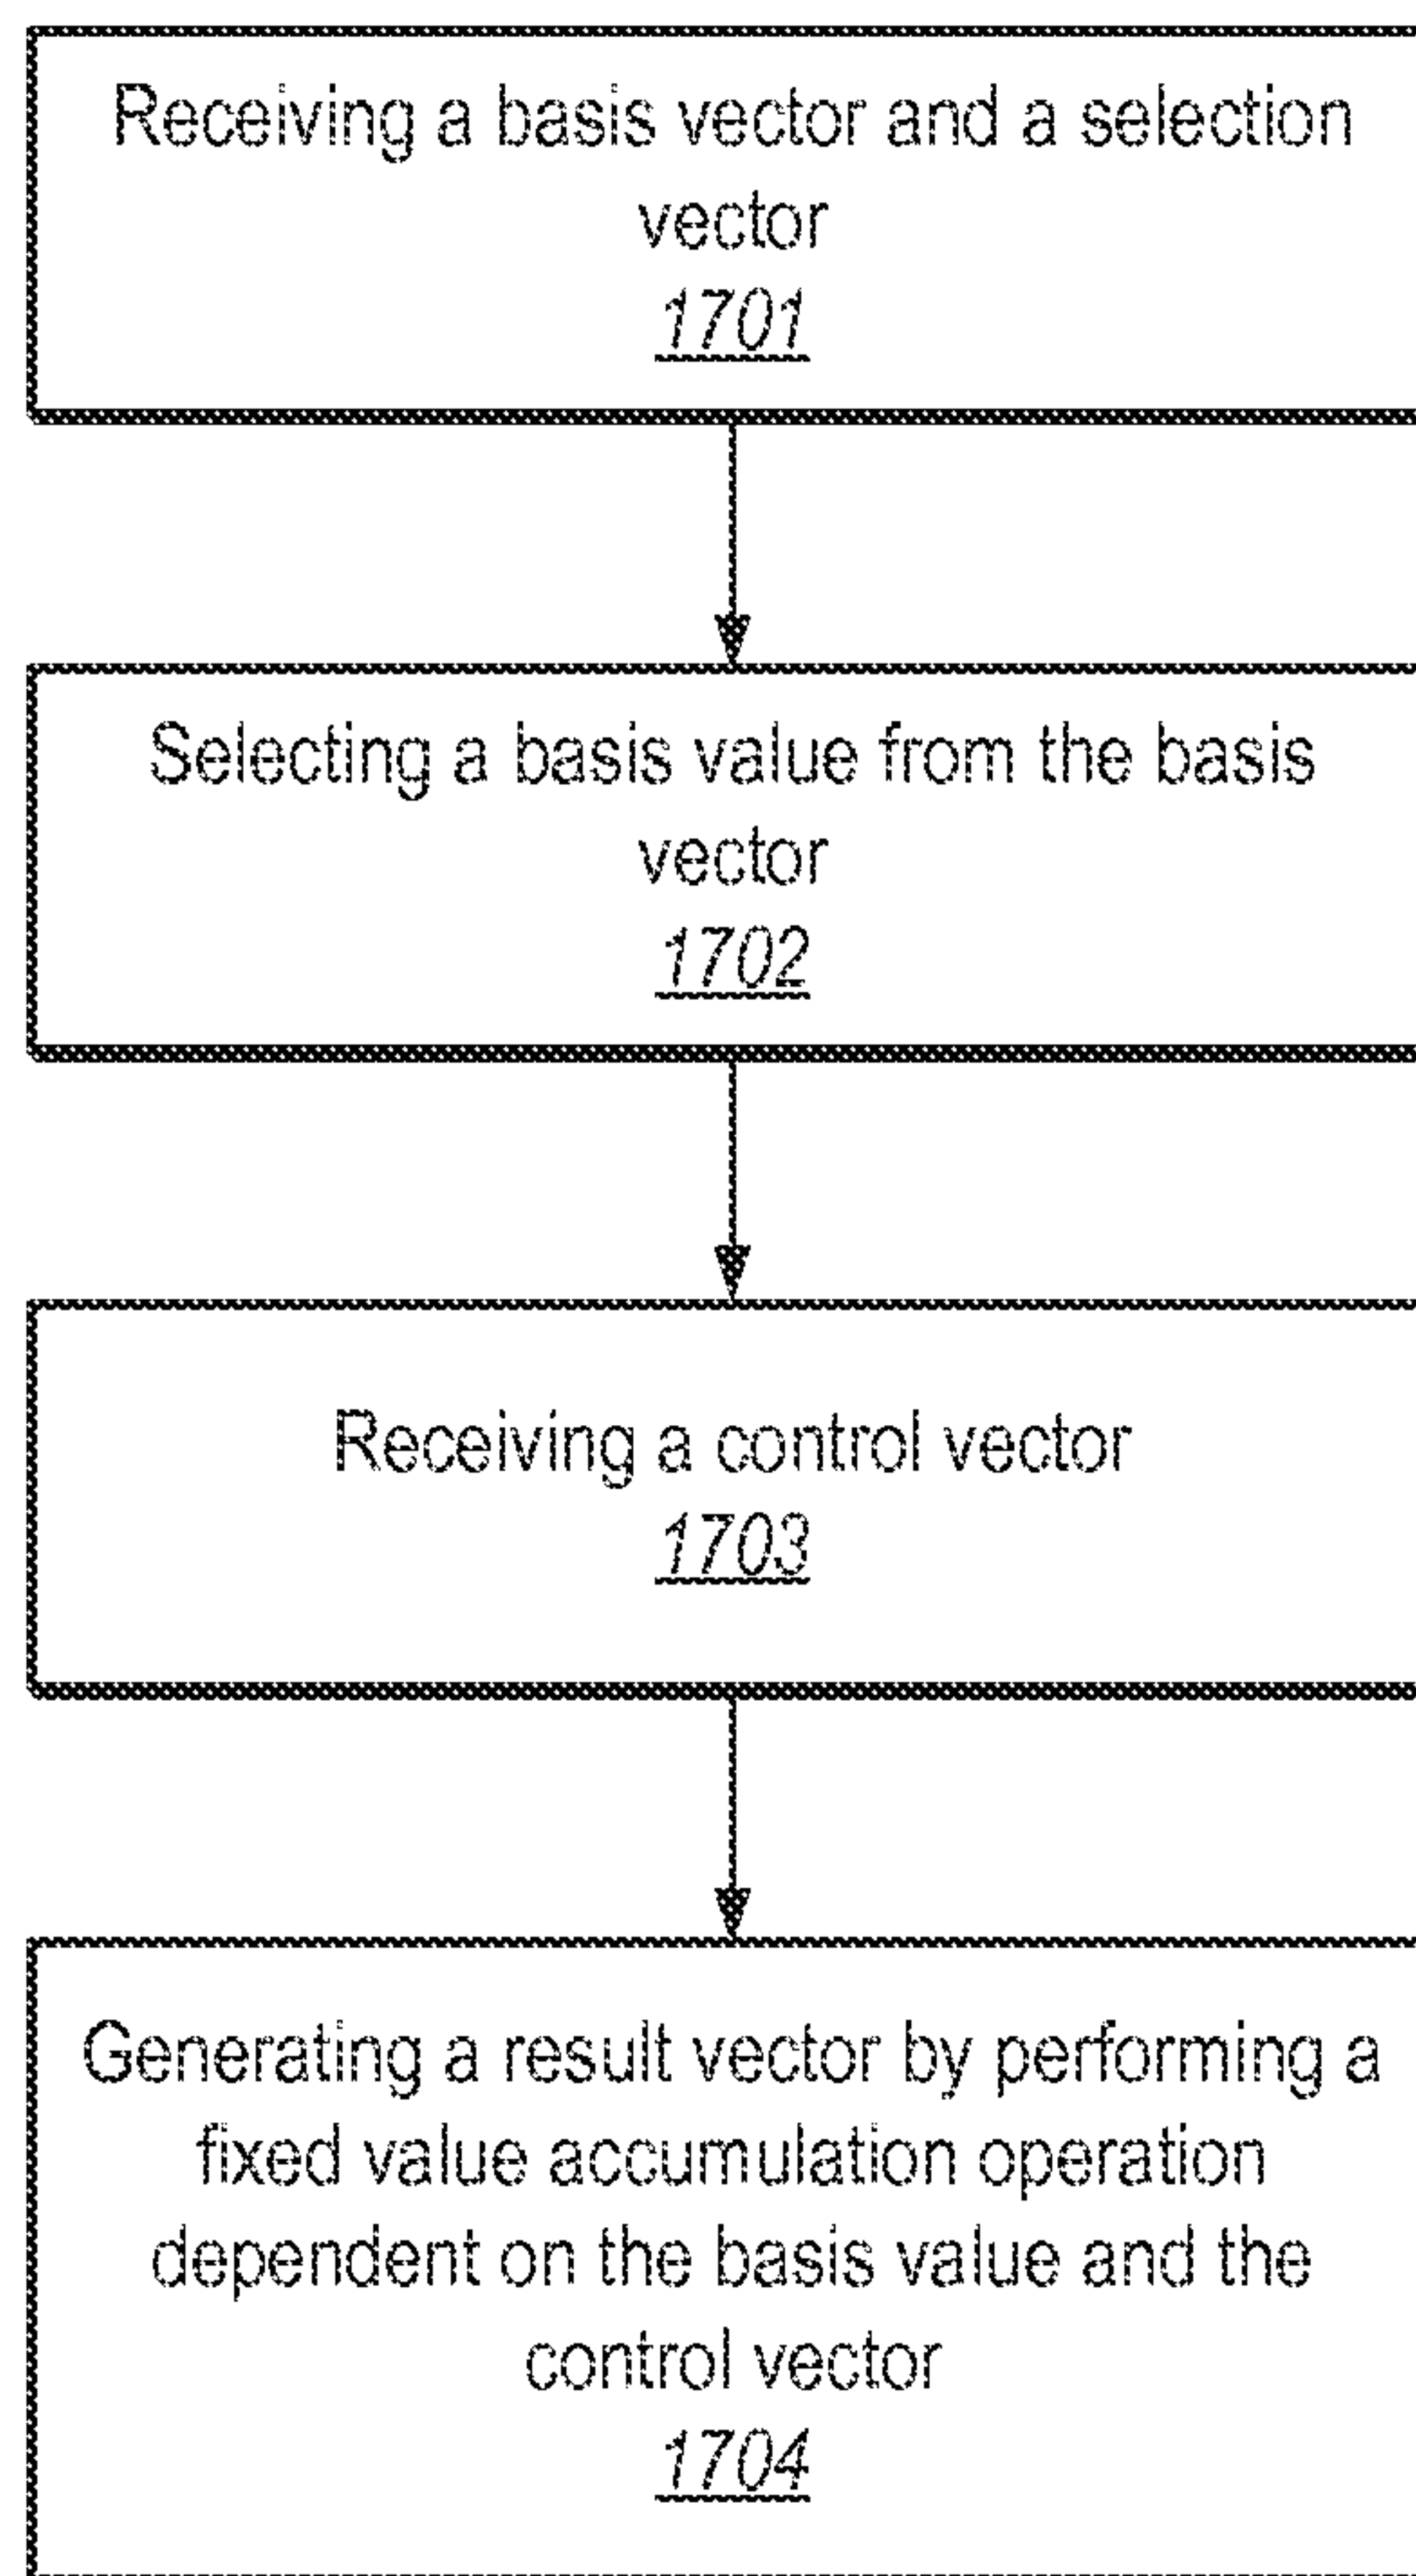 Receiving a basis vector and a selection
vector
1701
Selecting a basis value from the basis
vector
1702
Receiving a control vector
1703
Generating a result vector by performing a
fixed value accumulation operation
dependent on the basis value and the
control vector
1704